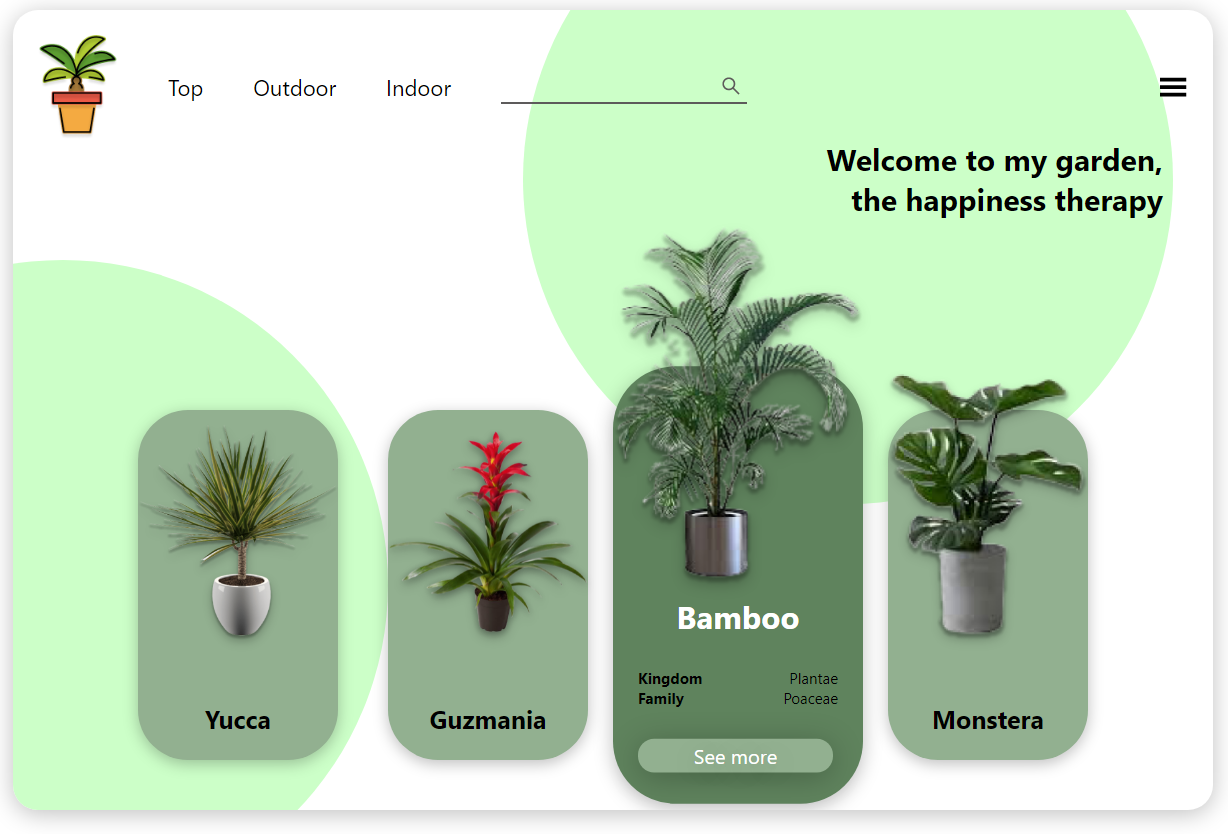 Top
Outdoor
Indoor
Welcome to my garden,
the happiness therapy
Yucca
Guzmania
Bamboo
Kingdom Plantae
Family Poaceae
See more
Monstera